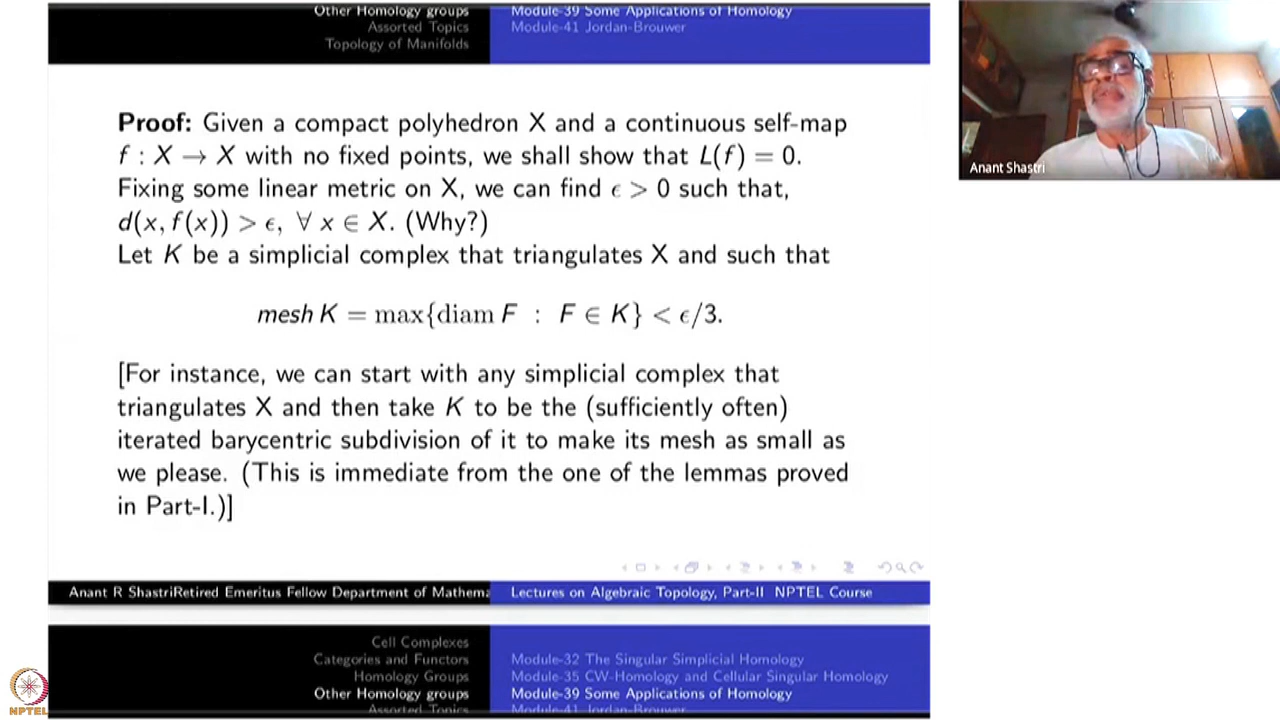 Other Homology groups
Assorted Topics
Topology of Manifolds
Module-39 Some Applications of Homology
Module-41 Jordan-Brouwer
Proof: Given a compact polyhedron X and a continuous self-map
f : X → X with no fixed points, we shall show that L(f) = 0.
Fixing some linear metric on X, we can find ϵ > 0 such that,
d(x, f(x)) > ϵ, ∀ x ∈ X. (Why?)
Let K be a simplicial complex that triangulates X and such that
mesh K = max{diam F : F ∈ K} < ϵ/3.
[For instance, we can start with any simplicial complex that
triangulates X and then take K to be the (sufficiently often)
iterated barycentric subdivision of it to make its mesh as small as
we please. (This is immediate from the one of the lemmas proved
in Part-I.)]
Anant R ShastriRetired Emeritus Fellow Department of Mathema
Lectures on Algebraic Topology, Part-II NPTEL Course
Cell Complexes
Categories and Functors
Homology Groups
Other Homology groups
Assorted Topics
Module-32 The Singular Simplicial Homology
Module-35 CW-Homology and Cellular Singular Homology
Module-39 Some Applications of Homology
Module-41 Jordan-Brouwer
Anant Shastri
NPTEL